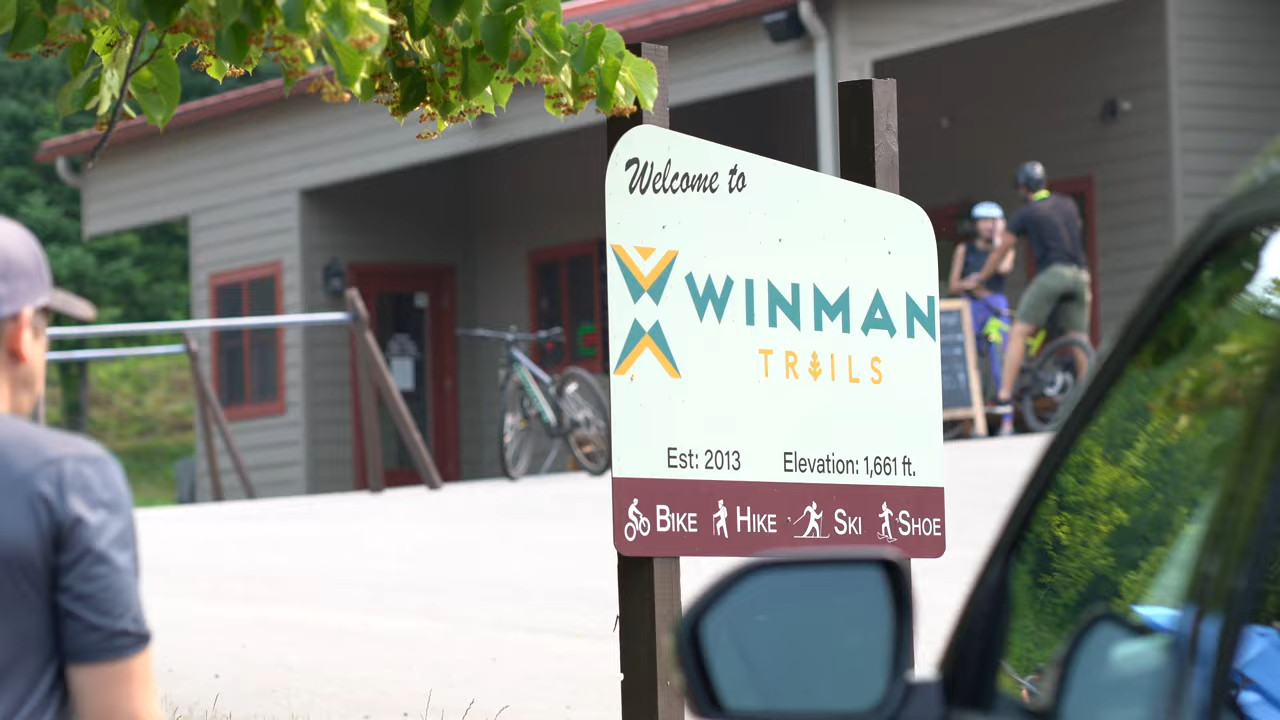 Welcome to
WINMAN
TRAILS
Est: 2013 Elevation: 1,661 ft.
BIKE HIKE SKI SHOE